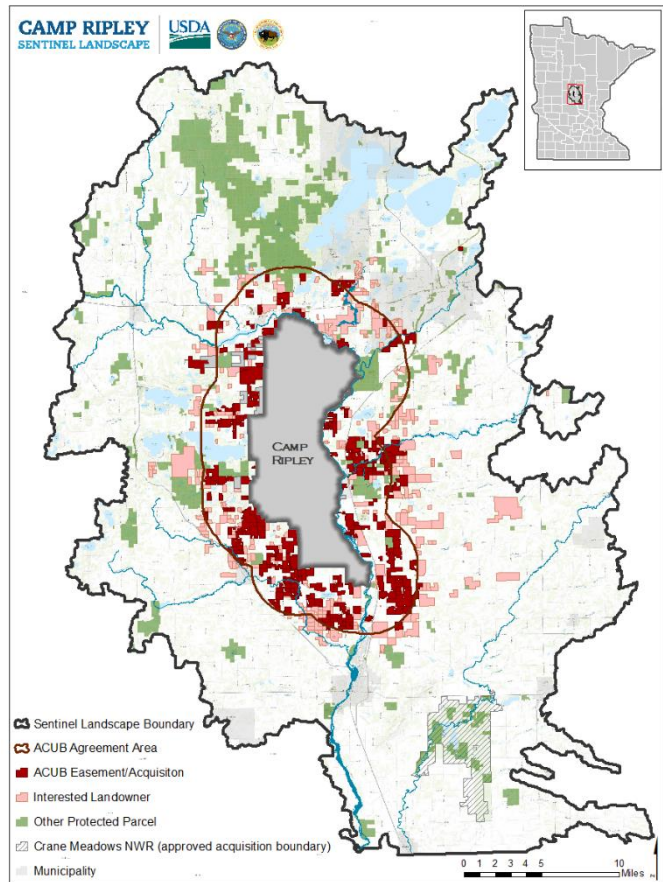 CAMP RIPLEY
SENTINEL LANDSCAPE
USDA
CAMP
RIPLEY
Sentinel Landscape Boundary
ACUB Agreement Area
ACUB Easement/Acquisiton
Interested Landowner
Other Protected Parcel
Crane Meadows NWR (approved acquisition boundary)
Municipality
0 1 2 3 4 5 10
Miles